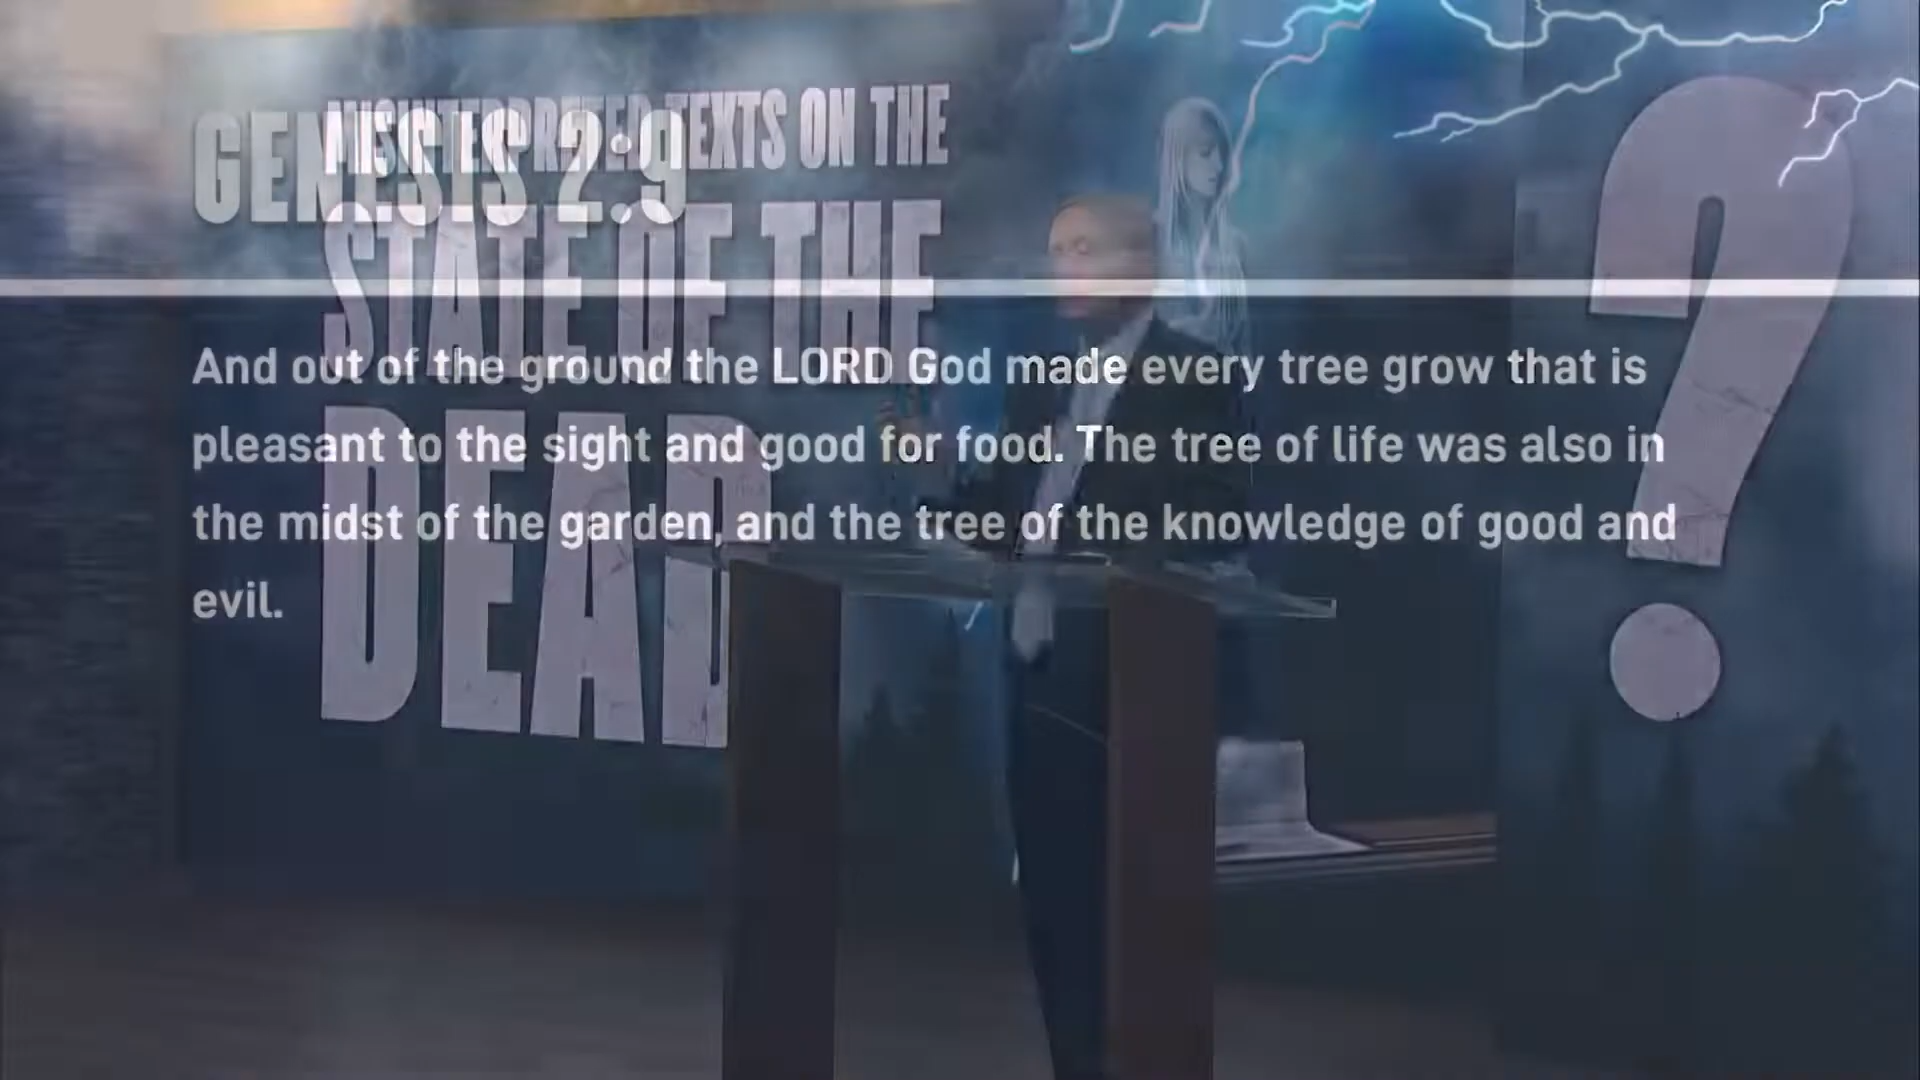 GENESIS 2:9
MISINTERPRETED TEXTS ON THE
STATE OF THE
DEAD
?
And out of the ground the LORD God made every tree grow that is
pleasant to the sight and good for food. The tree of life was also in
the midst of the garden, and the tree of the knowledge of good and
evil.